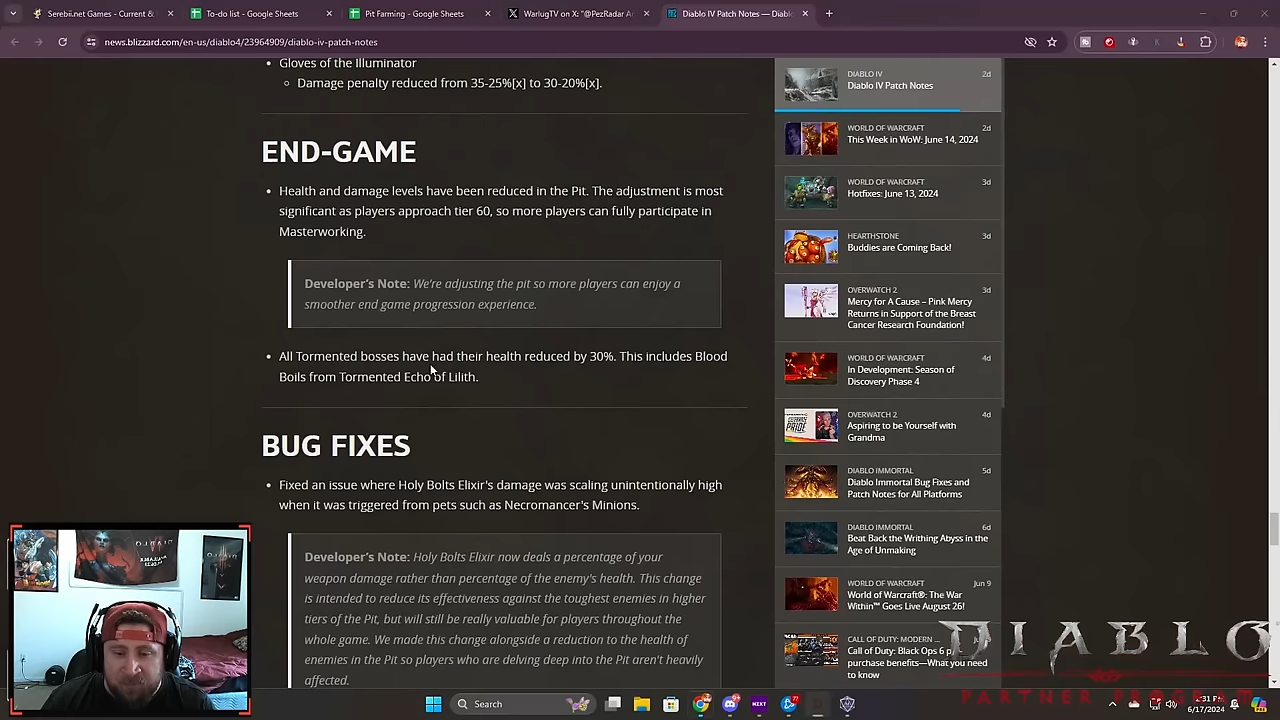 Serebii.net Games - Current &
To-do list - Google Sheets
Pit Farming - Google Sheets
WarlugTV on X: "@PezRadar
Diablo IV Patch Notes — Diablo
news.blizzard.com/en-us/diablo4/23964909/diablo-iv-patch-notes
Gloves of the Illuminator
Damage penalty reduced from 35-25%[x] to 30-20%[x].
END-GAME
Health and damage levels have been reduced in the Pit. The adjustment is most
significant as players approach tier 60, so more players can fully participate in
Masterworking.
Developer's Note: We're adjusting the pit so more players can enjoy a
smoother end game progression experience.
All Tormented bosses have had their health reduced by 30%. This includes Blood
Boils from Tormented Echo of Lilith.
BUG FIXES
Fixed an issue where Holy Bolts Elixir's damage was scaling unintentionally high
when it was triggered from pets such as Necromancer's Minions.
Developer's Note: Holy Bolts Elixir now deals a percentage of your
weapon damage rather than percentage of the enemy's health. This change
is intended to reduce its effectiveness against the toughest enemies in higher
tiers of the Pit, but will still be really valuable for players throughout the
whole game. We made this change alongside a reduction to the health of
enemies in the Pit so players who are delving deep into the Pit aren't heavily
affected.
DIABLO IV 2d
Diablo IV Patch Notes
WORLD OF WARCRAFT 2d
This Week in WoW: June 14, 2024
WORLD OF WARCRAFT 3d
Hotfixes: June 13, 2024
HEARTHSTONE 3d
Buddies are Coming Back!
OVERWATCH 2 3d
Mercy for A Cause – Pink Mercy
Returns in Support of the Breast
Cancer Research Foundation!
WORLD OF WARCRAFT 4d
In Development: Season of
Discovery Phase 4
OVERWATCH 2 4d
Aspiring to be Yourself with
Grandma
DIABLO IMMORTAL 5d
Diablo Immortal Bug Fixes and
Patch Notes for All Platforms
DIABLO IMMORTAL 6d
Beat Back the Writhing Abyss in the
Age of Unmaking
WORLD OF WARCRAFT Jun 9
World of Warcraft®: The War
Within™ Goes Live August 26!
CALL OF DUTY: MODERN ...
Call of Duty: Black Ops 6
purchase benefits—What you need
to know
DIABLO
PARTNER PROGRAM
Search
6/17/2024